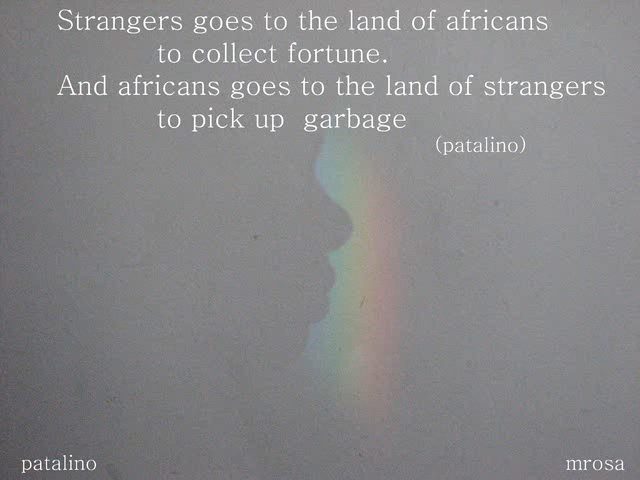 Strangers goes to the land of africans
to collect fortune.
And africans goes to the land of strangers
to pick up garbage
(patalino)
patalino
mrosa